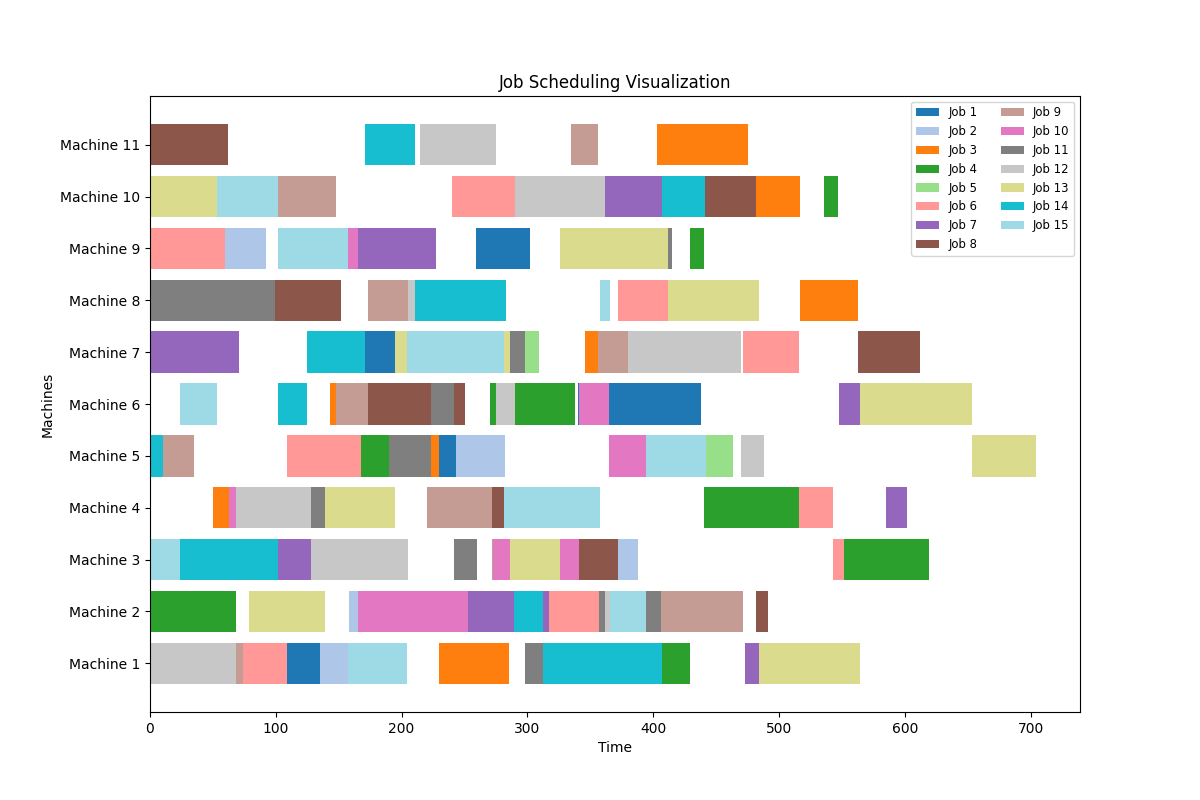 Job Scheduling Visualization
Machine 11
Machine 10
Machine 9
Machine 8
Machine 7
Machine 6
Machine 5
Machine 4
Machine 3
Machine 2
Machine 1
Machines
0 100 200 300 400 500 600 700
Time
Job 1 Job 9
Job 2 Job 10
Job 3 Job 11
Job 4 Job 12
Job 5 Job 13
Job 6 Job 14
Job 7 Job 15
Job 8